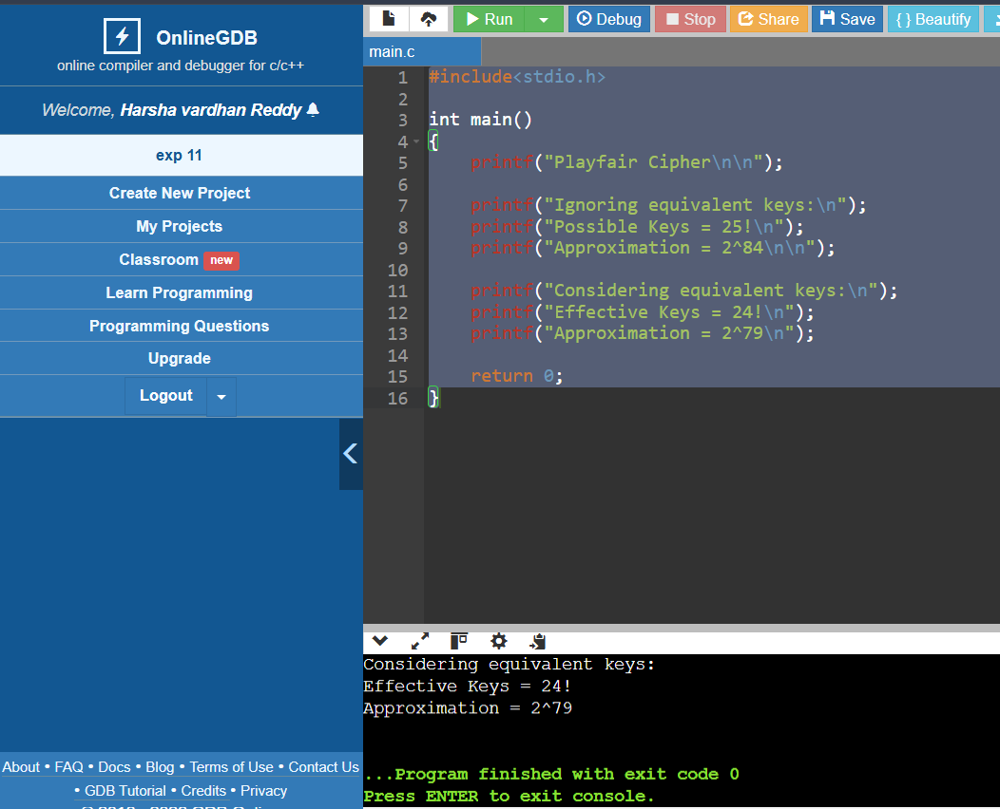 OnlineGDB
online compiler and debugger for c/c++
Welcome, Harsha vardhan Reddy
exp 11
Create New Project
My Projects
Classroom new
Learn Programming
Programming Questions
Upgrade
Logout
About • FAQ • Docs • Blog • Terms of Use • Contact Us
• GDB Tutorial • Credits • Privacy
Run Debug Stop Share Save { } Beautify
main.c
1 #include<stdio.h>
2
3 int main()
4 {
5     printf("Playfair Cipher\n\n");
6
7     printf("Ignoring equivalent keys:\n");
8     printf("Possible Keys = 25!\n");
9     printf("Approximation = 2^84\n\n");
10
11     printf("Considering equivalent keys:\n");
12     printf("Effective Keys = 24!\n");
13     printf("Approximation = 2^79\n");
14
15     return 0;
16 }
Considering equivalent keys:
Effective Keys = 24!
Approximation = 2^79
...Program finished with exit code 0
Press ENTER to exit console.